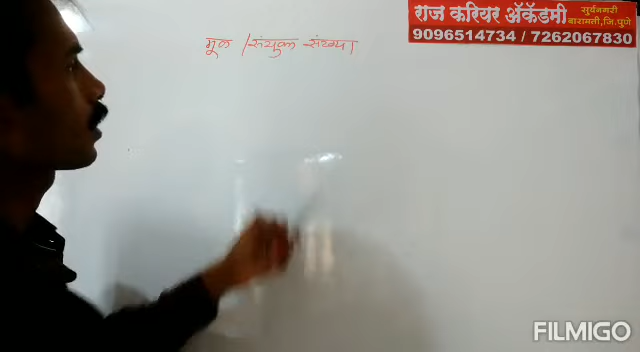 राज करियर ॲकॅडमी सुर्यनगरी
बारामती,जि.पुणे
9096514734 / 7262067830
मूळ / संयुक्त संख्या
FILMIGO